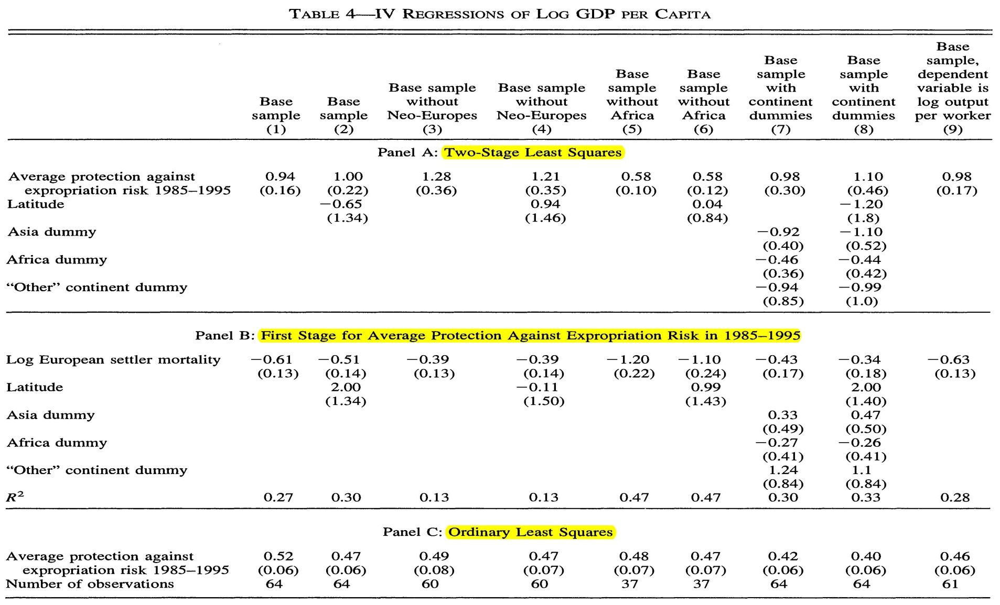 TABLE 4—IV REGRESSIONS OF LOG GDP PER CAPITA
Base sample (1) Base sample (2) Base sample without Neo-Europes (3) Base sample without Neo-Europes (4) Base sample without Africa (5) Base sample without Africa (6) Base sample with continent dummies (7) Base sample with continent dummies (8) Base sample, dependent variable is log output per worker (9)
Panel A: Two-Stage Least Squares
Average protection against 0.94 1.00 1.28 1.21 0.58 0.58 0.98 1.10 0.98
expropriation risk 1985–1995 (0.16) (0.22) (0.36) (0.35) (0.10) (0.12) (0.30) (0.46) (0.17)
Latitude −0.65 0.94 0.04 −1.20
(1.34) (1.46) (0.84) (1.8)
Asia dummy −0.92 −1.10
(0.40) (0.52)
Africa dummy −0.46 −0.44
(0.36) (0.42)
“Other” continent dummy −0.94 −0.99
(0.85) (1.0)
Panel B: First Stage for Average Protection Against Expropriation Risk in 1985–1995
Log European settler mortality −0.61 −0.51 −0.39 −0.39 −1.20 −1.10 −0.43 −0.34 −0.63
(0.13) (0.14) (0.13) (0.14) (0.22) (0.24) (0.17) (0.18) (0.13)
Latitude 2.00 −0.11 0.99 2.00
(1.34) (1.50) (1.43) (1.40)
Asia dummy 0.33 0.47
(0.49) (0.50)
Africa dummy −0.27 −0.26
(0.41) (0.41)
“Other” continent dummy 1.24 1.1
(0.84) (0.84)
R² 0.27 0.30 0.13 0.13 0.47 0.47 0.30 0.33 0.28
Panel C: Ordinary Least Squares
Average protection against 0.52 0.47 0.49 0.47 0.48 0.47 0.42 0.40 0.46
expropriation risk 1985–1995 (0.06) (0.06) (0.08) (0.07) (0.07) (0.07) (0.06) (0.06) (0.06)
Number of observations 64 64 60 60 37 37 64 64 61